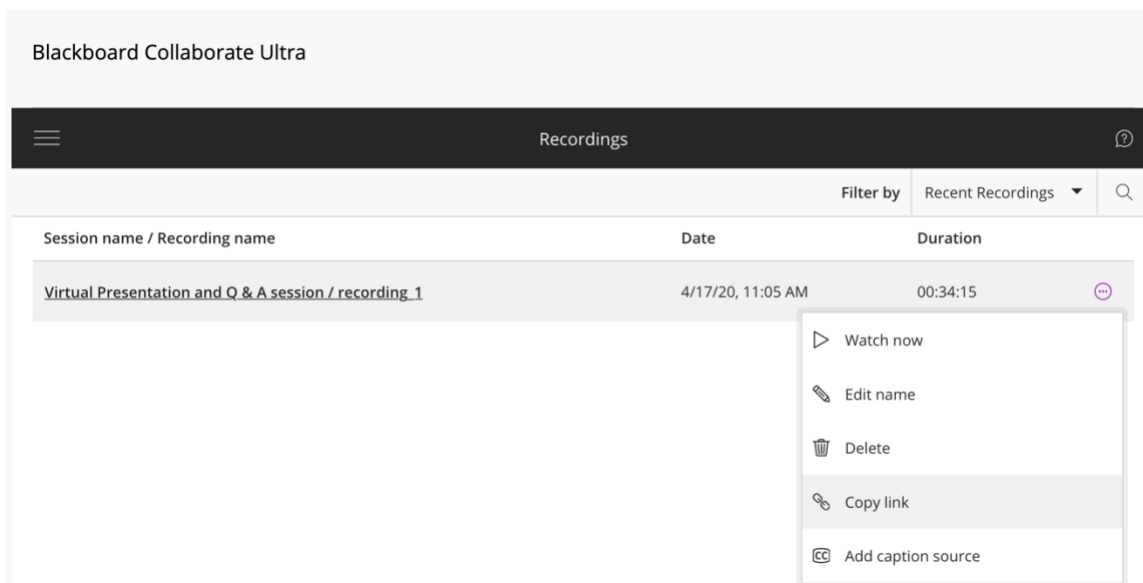 Blackboard Collaborate Ultra
Recordings
Filter by Recent Recordings
Session name / Recording name Date Duration
Virtual Presentation and Q & A session / recording_1 4/17/20, 11:05 AM 00:34:15
Watch now
Edit name
Delete
Copy link
CC Add caption source